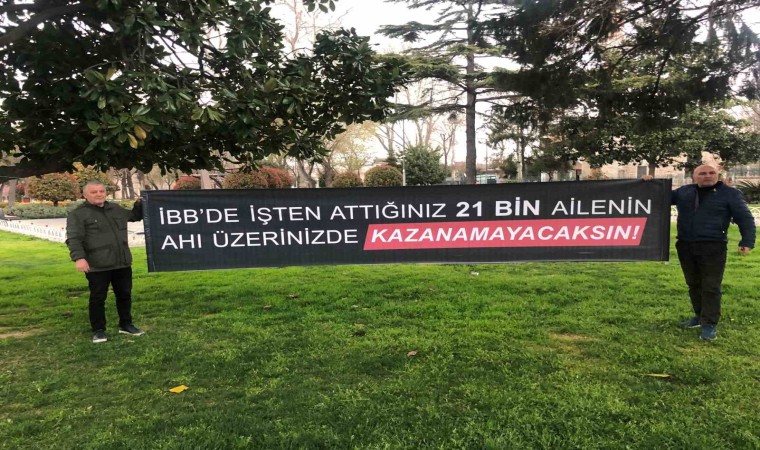 İBB'DE İŞTEN ATTIĞINIZ 21 BİN AİLENİN
AHI ÜZERİNİZDE KAZANAMAYACAKSIN!